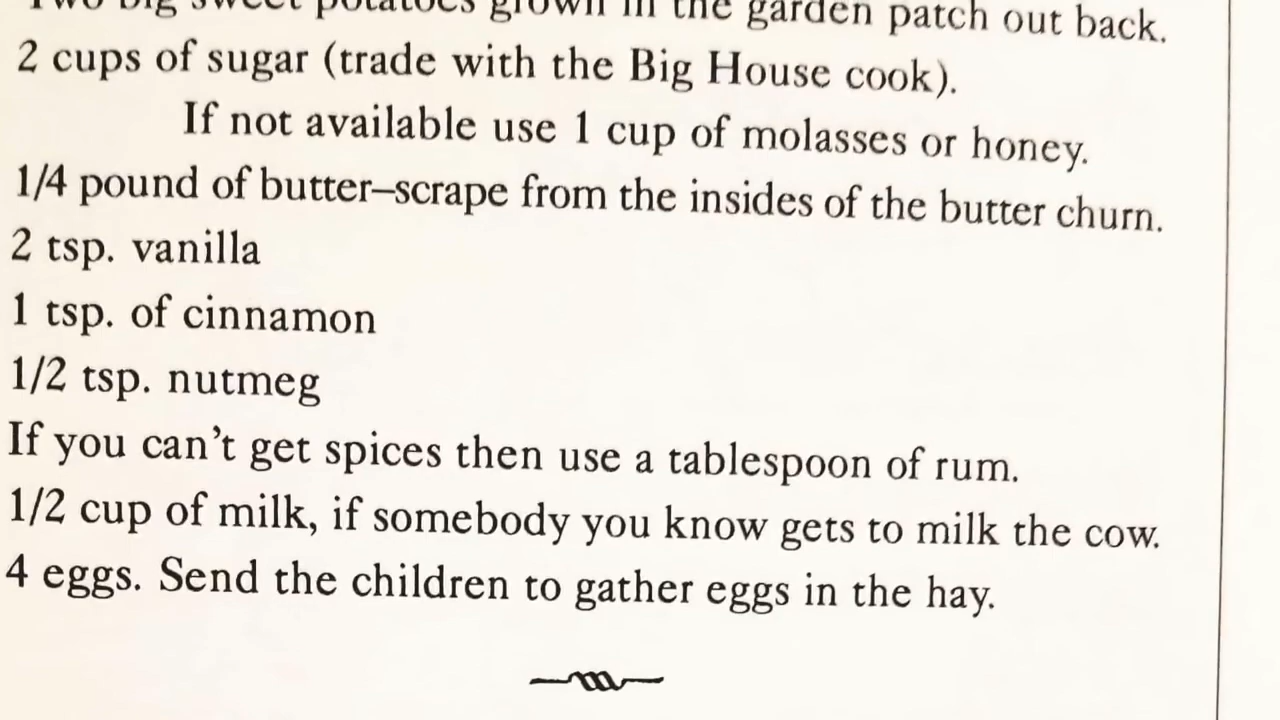 Two big sweet potatoes grown in the garden patch out back.
2 cups of sugar (trade with the Big House cook).
If not available use 1 cup of molasses or honey.
1/4 pound of butter–scrape from the insides of the butter churn.
2 tsp. vanilla
1 tsp. of cinnamon
1/2 tsp. nutmeg
If you can’t get spices then use a tablespoon of rum.
1/2 cup of milk, if somebody you know gets to milk the cow.
4 eggs. Send the children to gather eggs in the hay.